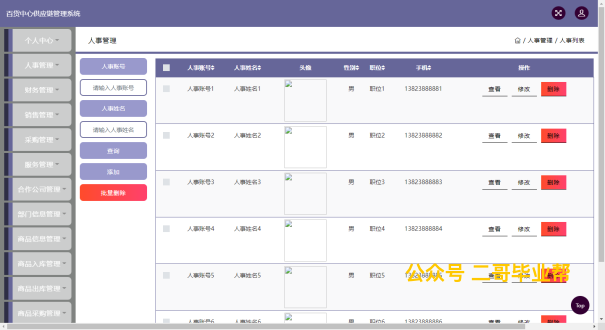 百货中心供应链管理系统
人事管理
/ 人事管理 / 人事列表
个人中心
人事管理
财务管理
销售管理
采购管理
服务管理
合作公司管理
部门信息管理
商品信息管理
商品入库管理
商品出库管理
商品采购管理
人事账号
请输入人事账号
人事姓名
请输入人事姓名
查询
添加
批量删除
人事账号 人事姓名 头像 性别 职位 手机 操作
人事账号1 人事姓名1 男 职位1 13823888881 查看 修改 删除
人事账号2 人事姓名2 男 职位2 13823888882 查看 修改 删除
人事账号3 人事姓名3 男 职位3 13823888883 查看 修改 删除
人事账号4 人事姓名4 男 职位4 13823888884 查看 修改 删除
人事账号5 人事姓名5 男 职位5 13823888885 查看 修改 删除
人事账号6 人事姓名6 男 职位6 13823888886 查看 修改 删除
公众号 二哥毕业帮
Top